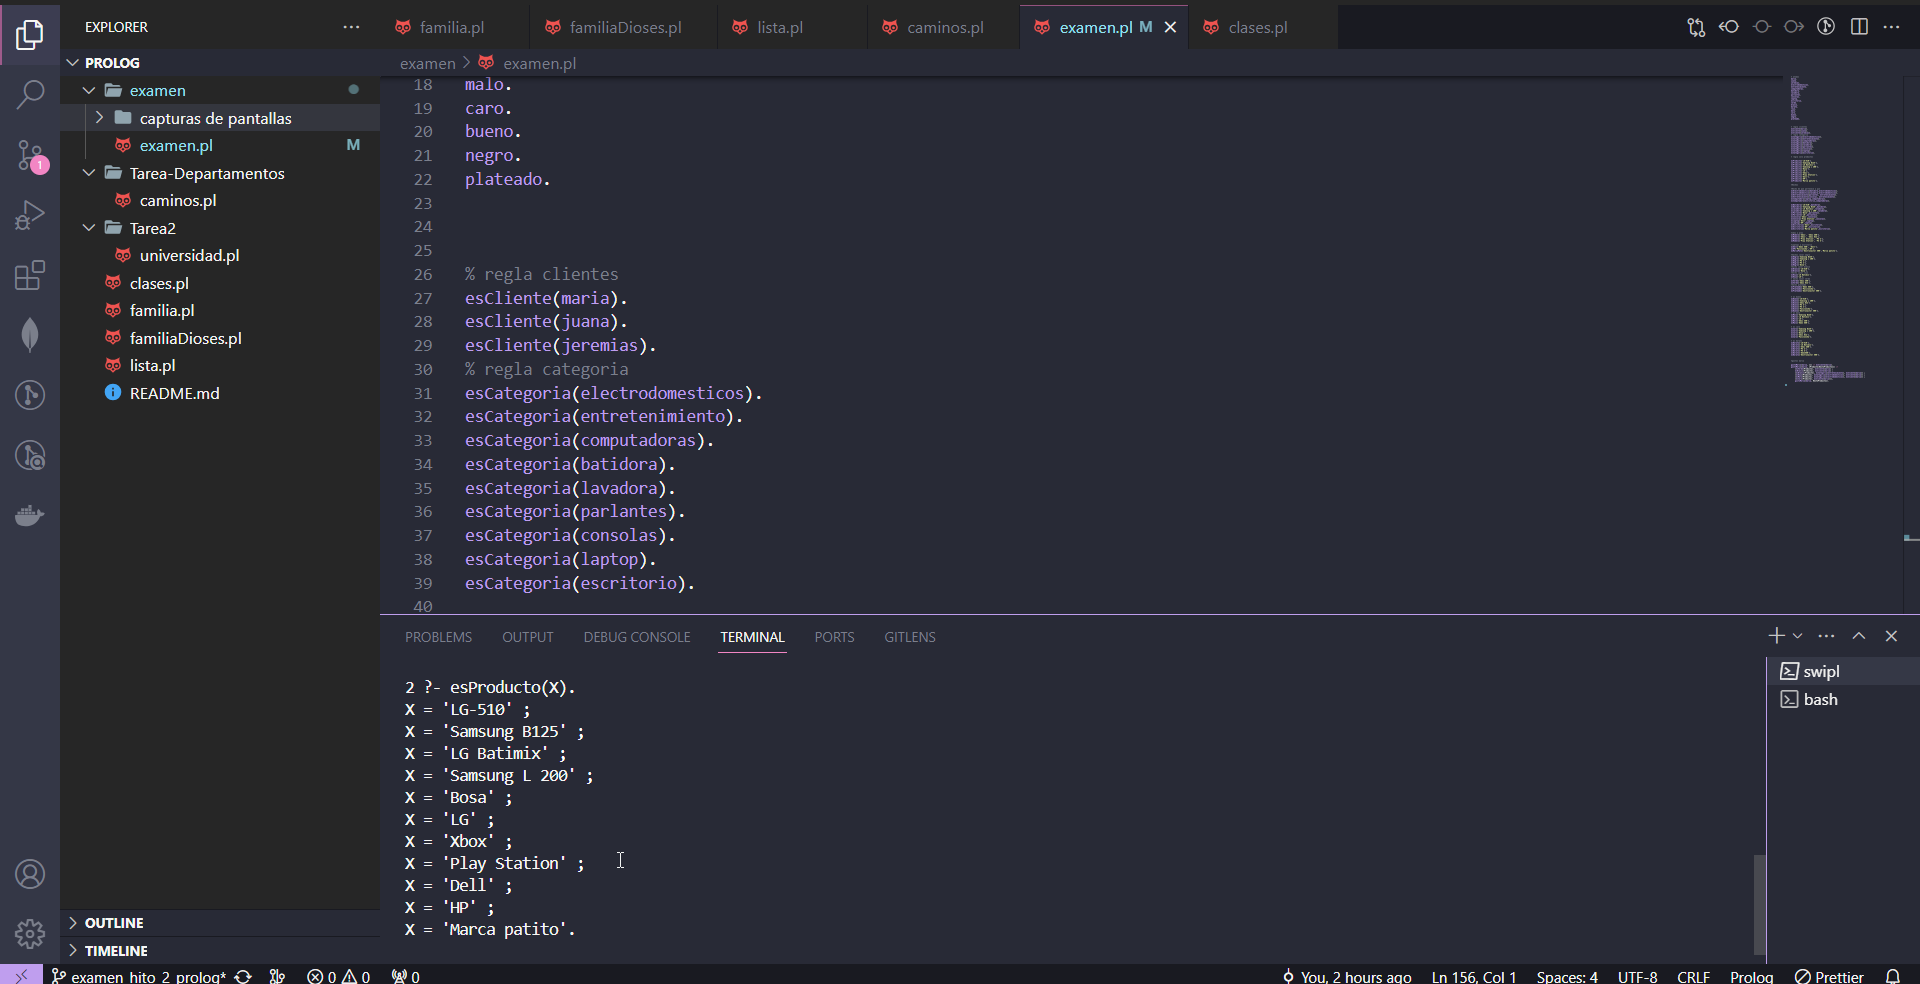 EXPLORER
PROLOG
examen
capturas de pantallas
examen.pl M
Tarea-Departamentos
caminos.pl
Tarea2
universidad.pl
clases.pl
familia.pl
familiaDioses.pl
lista.pl
README.md
OUTLINE
TIMELINE
1
familia.pl familiaDioses.pl lista.pl caminos.pl examen.pl M clases.pl
examen > examen.pl
18 malo.
19 caro.
20 bueno.
21 negro.
22 plateado.
23
24
25
26 % regla clientes
27 esCliente(maria).
28 esCliente(juana).
29 esCliente(jeremias).
30 % regla categoria
31 esCategoria(electrodomesticos).
32 esCategoria(entretenimiento).
33 esCategoria(computadoras).
34 esCategoria(batidora).
35 esCategoria(lavadora).
36 esCategoria(parlantes).
37 esCategoria(consolas).
38 esCategoria(laptop).
39 esCategoria(escritorio).
40
PROBLEMS OUTPUT DEBUG CONSOLE TERMINAL PORTS GITLENS
2 ?- esProducto(X).
X = 'LG-510' ;
X = 'Samsung B125' ;
X = 'LG Batimix' ;
X = 'Samsung L 200' ;
X = 'Bosa' ;
X = 'LG' ;
X = 'Xbox' ;
X = 'Play Station' ;
X = 'Dell' ;
X = 'HP' ;
X = 'Marca patito'.
swipl
bash
examen_hito_2_prolog* 0 0 0 You, 2 hours ago Ln 156, Col 1 Spaces: 4 UTF-8 CRLF Prolog Prettier